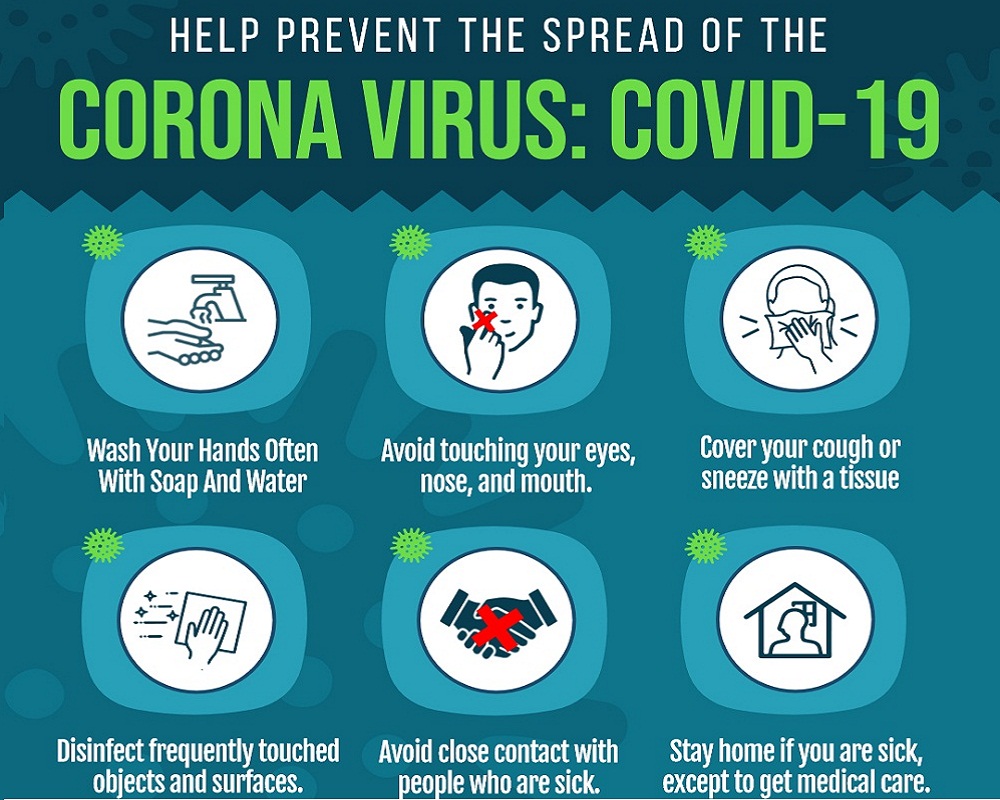 HELP PREVENT THE SPREAD OF THE
CORONA VIRUS: COVID-19
Wash Your Hands Often
With Soap And Water
Avoid touching your eyes,
nose, and mouth.
Cover your cough or
sneeze with a tissue
Disinfect frequently touched
objects and surfaces.
Avoid close contact with
people who are sick.
Stay home if you are sick,
except to get medical care.